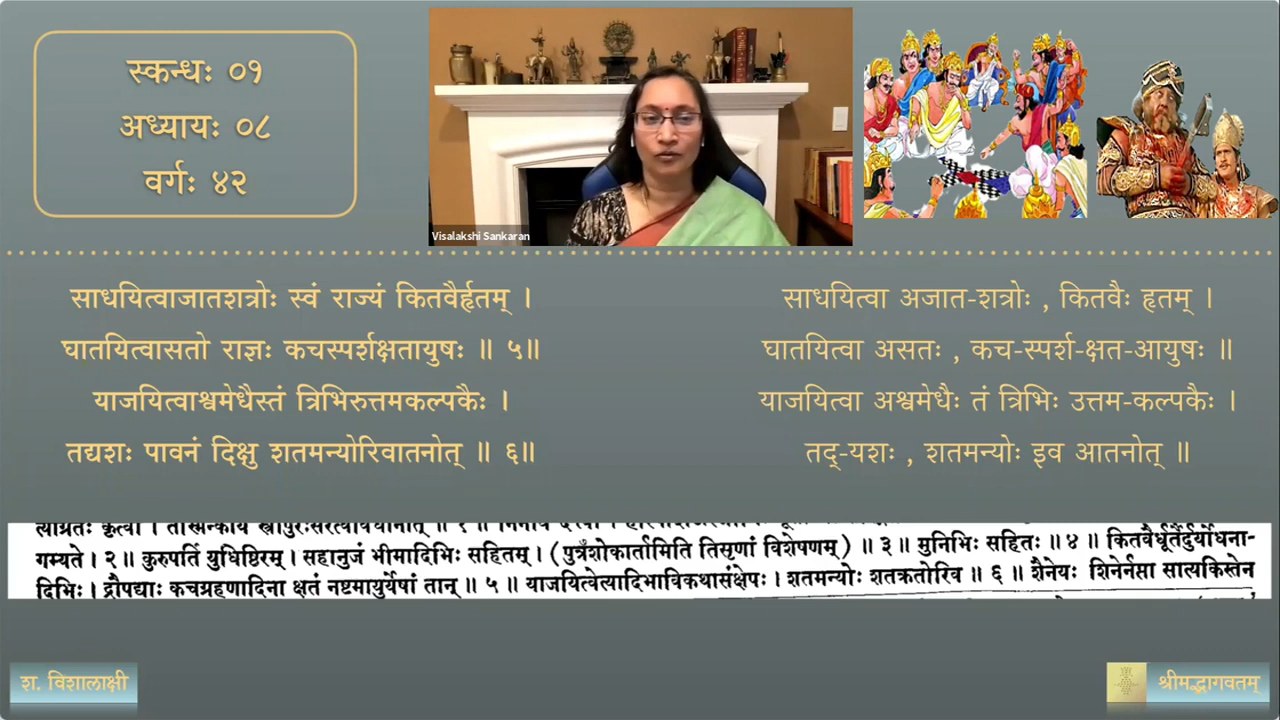 स्कन्धः ०१
अध्यायः ०८
वर्गः ४२
Visalakshi Sankaran
साधयित्वाजातशत्रोः स्वं राज्यं कितवैर्हृतम् ।
घातयित्वासतो राज्ञः कचस्पर्शक्षतायुषः ॥ ५॥
याजयित्वाश्वमेधैस्तं त्रिभिरुत्तमकल्पकैः ।
तद्यशः पावनं दिक्षु शतमन्योरिवातनोत् ॥ ६॥
साधयित्वा अजात-शत्रोः , कितवैः हृतम् ।
घातयित्वा असतः , कच-स्पर्श-क्षत-आयुषः ॥
याजयित्वा अश्वमेधैः तं त्रिभिः उत्तम-कल्पकैः ।
तद्-यशः , शतमन्योः इव आतनोत् ॥
गम्यते । २ ॥ कुरुपतिं युधिष्ठिरम् । सहानुजं भीमादिभिः सहितम् । (पुत्रशोकार्तामिति तिसृणां विशेषणम्) ॥ ३ ॥ मुनिभिः सहितः ॥ ४ ॥ कितवैर्धूर्तैर्दुर्योधना-
दिभिः । द्रौपद्याः कचग्रहणादिना क्षतं नष्टमायुर्येषां तान् ॥ ५ ॥ याजयित्वेत्यादिभाविकथासंक्षेपः । शतमन्योः शतक्रतोरिव ॥ ६ ॥ शैनेयः शिनेर्नप्ता सात्यकिस्तेन
श. विशालाक्षी
श्रीमद्भागवतम्